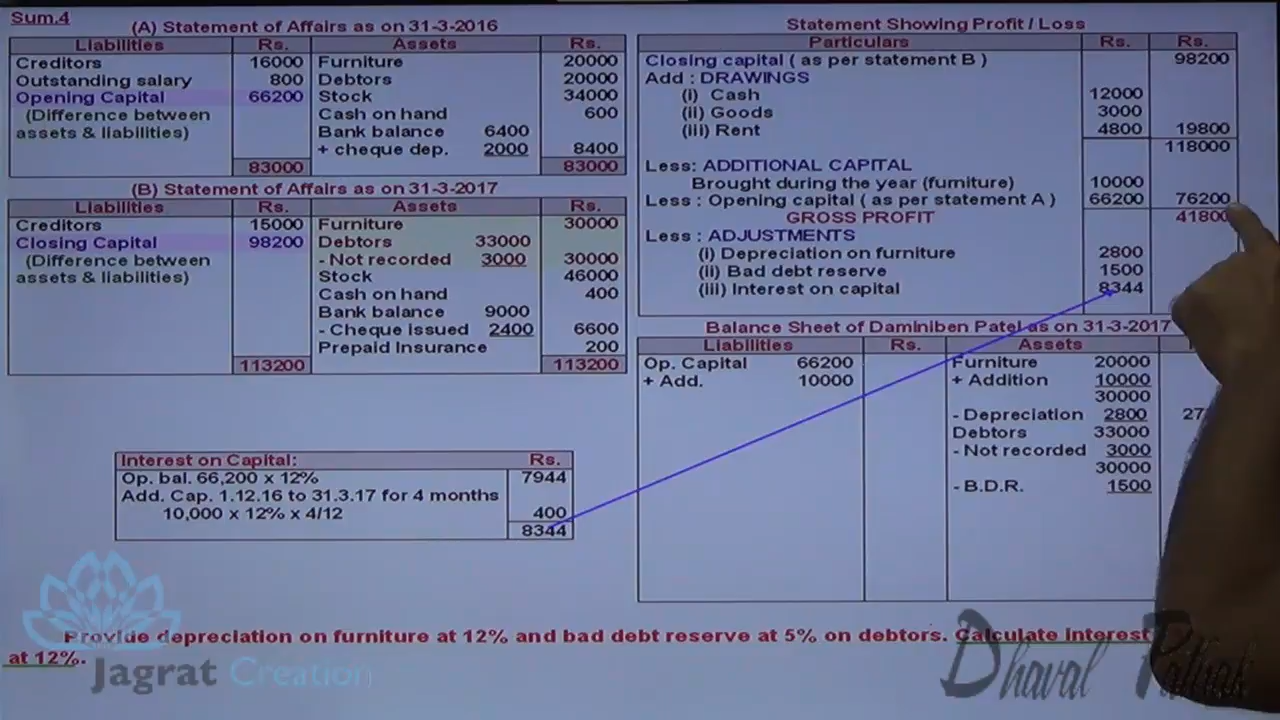 Sum.4
(A) Statement of Affairs as on 31-3-2016
Liabilities Rs. Assets Rs.
Creditors 16000 Furniture 20000
Outstanding salary 800 Debtors 20000
Opening Capital 66200 Stock 34000
(Difference between Cash on hand 600
assets & liabilities) Bank balance 6400
+ cheque dep. 2000 8400
83000 83000
(B) Statement of Affairs as on 31-3-2017
Liabilities Rs. Assets Rs.
Creditors 15000 Furniture 30000
Closing Capital 98200 Debtors 33000
(Difference between - Not recorded 3000 30000
assets & liabilities) Stock 46000
Cash on hand 400
Bank balance 9000
- Cheque issued 2400 6600
Prepaid Insurance 200
113200 113200
Interest on Capital: Rs.
Op. bal. 66,200 x 12% 7944
Add. Cap. 1.12.16 to 31.3.17 for 4 months
10,000 x 12% x 4/12 400
8344
Statement Showing Profit / Loss
Particulars Rs. Rs.
Closing capital ( as per statement B ) 98200
Add : DRAWINGS
(i) Cash 12000
(ii) Goods 3000
(iii) Rent 4800 19800
118000
Less: ADDITIONAL CAPITAL
Brought during the year (furniture) 10000
Less : Opening capital ( as per statement A ) 66200 76200
GROSS PROFIT 41800
Less : ADJUSTMENTS
(i) Depreciation on furniture 2800
(ii) Bad debt reserve 1500
(iii) Interest on capital 8344
Balance Sheet of Daminiben Patel as on 31-3-2017
Liabilities Rs. Assets
Op. Capital 66200 Furniture 20000
+ Add. 10000 + Addition 10000
30000
- Depreciation 2800
Debtors 33000
- Not recorded 3000
30000
- B.D.R. 1500
Provide depreciation on furniture at 12% and bad debt reserve at 5% on debtors. Calculate interest
at 12%.
Jagrat Creation
Dhaval Pathak